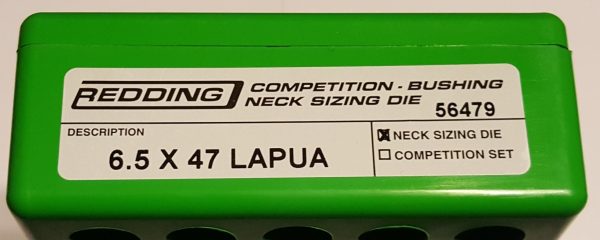 REDDING
COMPETITION - BUSHING
NECK SIZING DIE
56479
DESCRIPTION
6.5 X 47 LAPUA
NECK SIZING DIE
COMPETITION SET